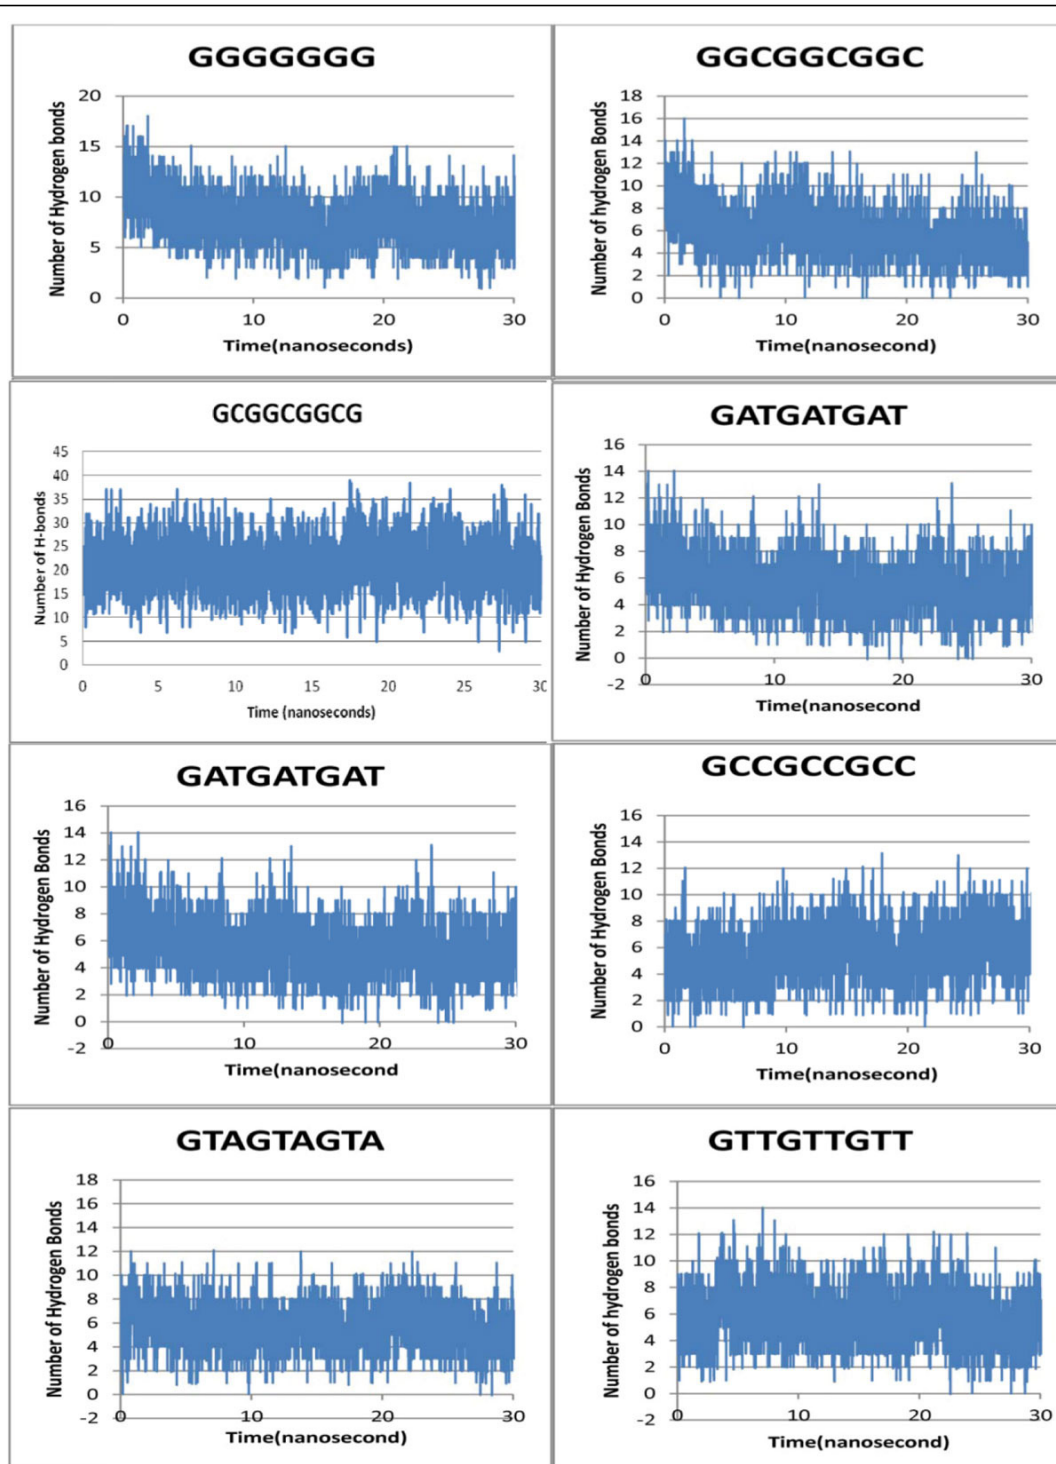 GGGGGGG
Number of Hydrogen bonds
20
15
10
5
0
0 10 20 30
Time(nanoseconds)
GGCGGCGGC
Number of hydrogen Bonds
18
16
14
12
10
8
6
4
2
0
0 10 20 30
Time(nanosecond)
GCGGCGGCG
Number of H-bonds
45
40
35
30
25
20
15
10
5
0
0 5 10 15 20 25 30
Time (nanoseconds)
GATGATGAT
Number of Hydrogen Bonds
16
14
12
10
8
6
4
2
0
-2
0 10 20 30
Time(nanosecond
GATGATGAT
Number of Hydrogen Bonds
16
14
12
10
8
6
4
2
0
-2
0 10 20 30
Time(nanosecond
GCCGCCGCC
Number of Hydrogen Bonds
16
14
12
10
8
6
4
2
0
0 10 20 30
Time(nanosecond)
GTAGTAGTA
Number of Hydrogen Bonds
18
16
14
12
10
8
6
4
2
0
-2
0 10 20 30
Time(nanosecond)
GTTGTTGTT
Number of hydrogen bonds
16
14
12
10
8
6
4
2
0
-2
0 10 20 30
Time(nanosecond)